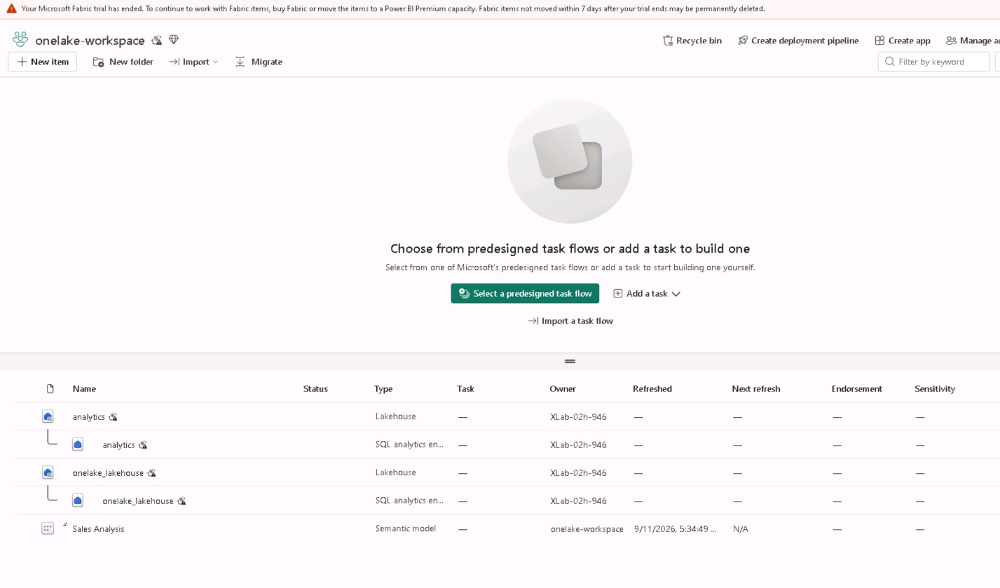 Your Microsoft Fabric trial has ended. To continue to work with Fabric items, buy Fabric or move the items to a Power BI Premium capacity. Fabric items not moved within 7 days after your trial ends may be permanently deleted.
onelake-workspace Recycle bin Create deployment pipeline Create app Manage ac
New item New folder Import Migrate Filter by keyword
Choose from predesigned task flows or add a task to build one
Select from one of Microsoft's predesigned task flows or add a task to start building one yourself.
Select a predesigned task flow Add a task
Import a task flow
Name Status Type Task Owner Refreshed Next refresh Endorsement Sensitivity
analytics Lakehouse — XLab-02h-946 — — — —
analytics SQL analytics en... — XLab-02h-946 — — — —
onelake_lakehouse Lakehouse — XLab-02h-946 — — — —
onelake_lakehouse SQL analytics en... — XLab-02h-946 — — — —
Sales Analysis Semantic model — onelake-workspace 9/11/2026, 5:34:49 ... N/A — —